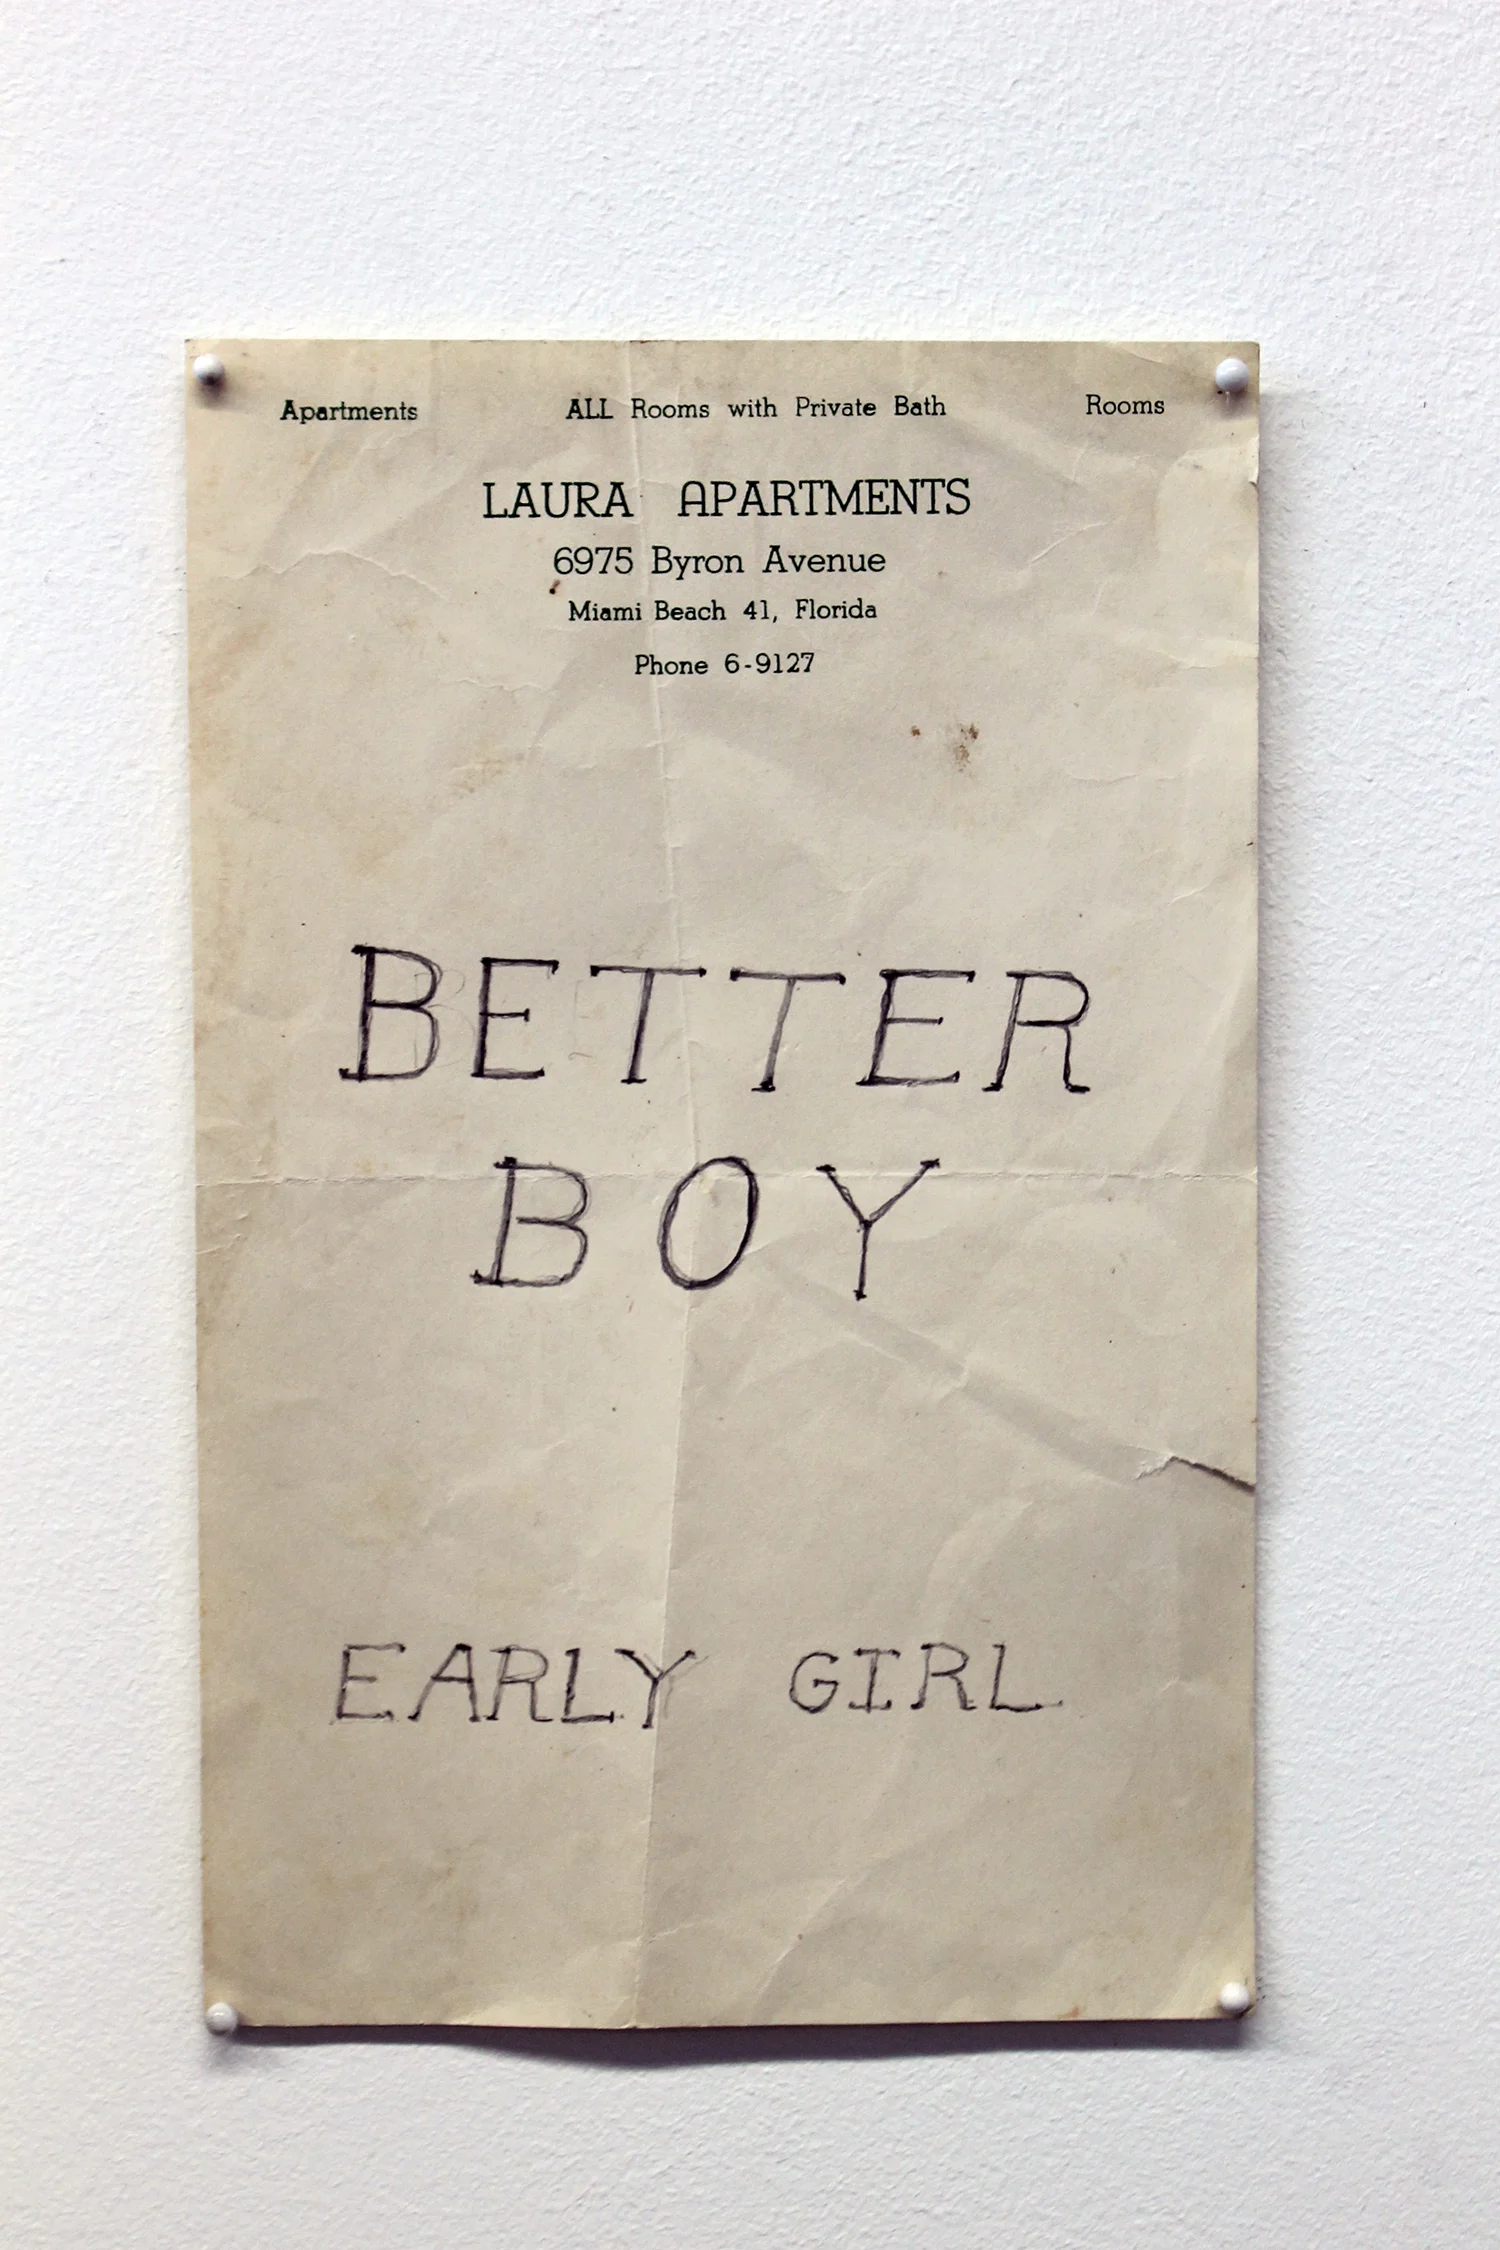 Apartments ALL Rooms with Private Bath Rooms
LAURA APARTMENTS
6975 Byron Avenue
Miami Beach 41, Florida
Phone 6-9127
BETTER
BOY
EARLY GIRL